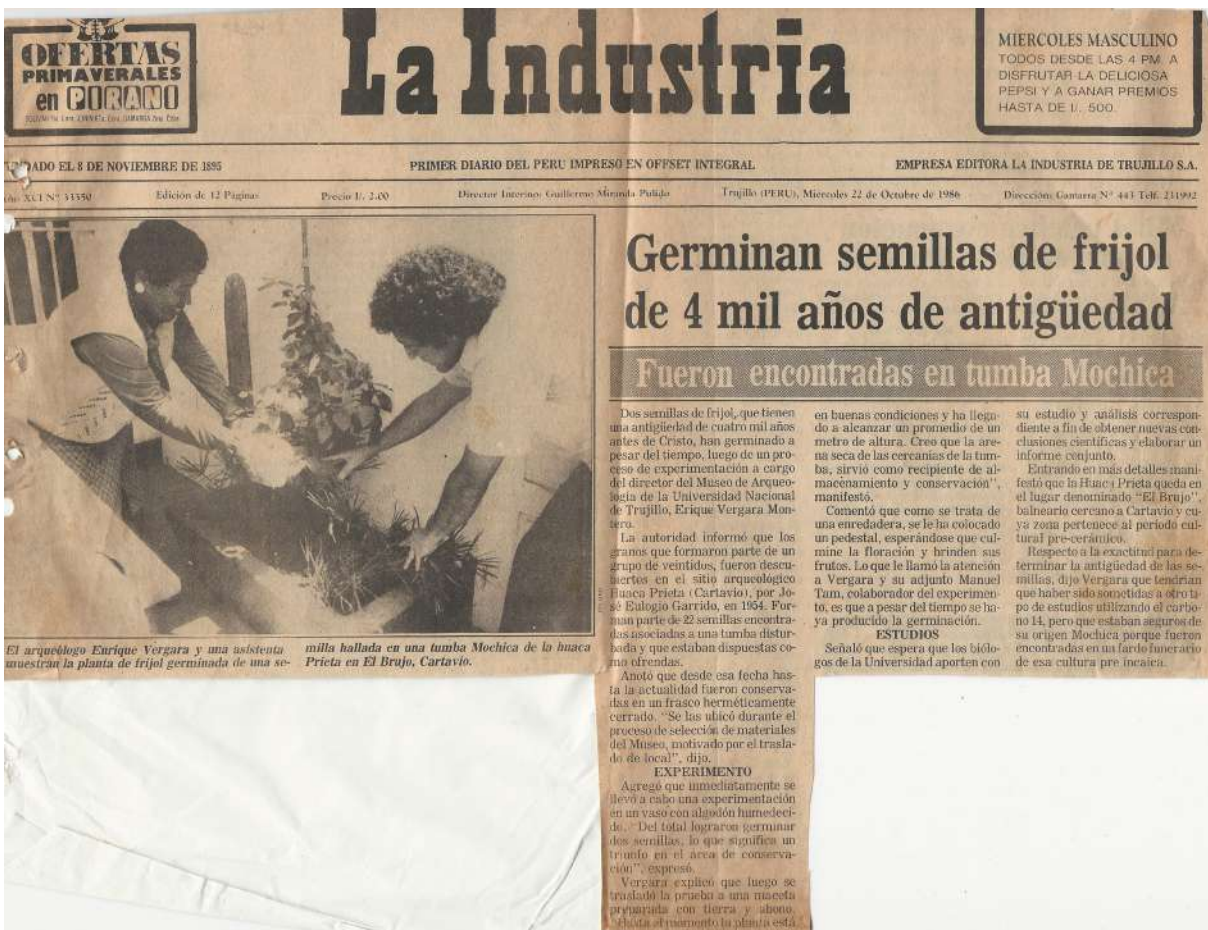 OFERTAS
PRIMAVERALES
en PIRANI
La Industria
MIERCOLES MASCULINO
TODOS DESDE LAS 4 PM. A
DISFRUTAR LA DELICIOSA
PEPSI Y A GANAR PREMIOS
HASTA DE I/. 500.
DADO EL 8 DE NOVIEMBRE DE 1895
PRIMER DIARIO DEL PERU IMPRESO EN OFFSET INTEGRAL
EMPRESA EDITORA LA INDUSTRIA DE TRUJILLO S.A.
XCI Nº 33350
Edición de 12 Páginas
Precio I/. 2.00
Director Interino: Guillermo Miranda Pulido
Trujillo (PERU), Miércoles 22 de Octubre de 1986
Dirección: Gamarra Nº 443 Telf. 231992
Germinan semillas de frijol
de 4 mil años de antigüedad
Fueron encontradas en tumba Mochica
El arqueólogo Enrique Vergara y una asistenta
muestran la planta de frijol germinada de una se-
milla hallada en una tumba Mochica de la huaca
Prieta en El Brujo, Cartavio.
Dos semillas de frijol, que tienen
una antigüedad de cuatro mil años
antes de Cristo, han germinado a
pesar del tiempo, luego de un pro-
ceso de experimentación a cargo
del director del Museo de Arqueo-
logía de la Universidad Nacional
de Trujillo, Erique Vergara Mon-
tero.
La autoridad informó que los
granos que formaron parte de un
grupo de veintidos, fueron descu-
biertos en el sitio arqueológico
Huaca Prieta (Cartavio), por Jo-
sé Eulogio Garrido, en 1954. For-
man parte de 22 semillas encontra-
das asociadas a una tumba distur-
bada y que estaban dispuestas co-
mo ofrendas.
Anotó que desde esa fecha has-
ta la actualidad fueron conserva-
das en un frasco herméticamente
cerrado. "Se las ubicó durante el
proceso de selección de materiales
del Museo, motivado por el trasla-
do de local", dijo.
EXPERIMENTO
Agregó que inmediatamente se
llevó a cabo una experimentación
en un vaso con algodón humedeci-
do. "Del total lograron germinar
dos semillas, lo que significa un
triunfo en el área de conserva-
ción", expresó.
Vergara explicó que luego se
trasladó la prueba a una maceta
preparada con tierra y abono.
"Hasta el momento la planta está
en buenas condiciones y ha llega-
do a alcanzar un promedio de un
metro de altura. Creo que la are-
na seca de las cercanías de la tum-
ba, sirvió como recipiente de al-
macenamiento y conservación",
manifestó.
Comentó que como se trata de
una enredadera, se le ha colocado
un pedestal, esperándose que cul-
mine la floración y brinden sus
frutos. Lo que le llamó la atención
a Vergara y su adjunto Manuel
Tam, colaborador del experimen-
to, es que a pesar del tiempo se ha-
ya producido la germinación.
ESTUDIOS
Señaló que espera que los biólo-
gos de la Universidad aporten con
su estudio y análisis correspon-
diente a fin de obtener nuevas con-
clusiones científicas y elaborar un
informe conjunto.
Entrando en más detalles mani-
festó que la Huaca Prieta queda en
el lugar denominado "El Brujo",
balneario cercano a Cartavio y cu-
ya zona pertenece al período cul-
tural pre-cerámico.
Respecto a la exactitud para de-
terminar la antigüedad de las se-
millas, dijo Vergara que tendrían
que haber sido sometidas a otro ti-
po de estudios utilizando el carbo-
no 14, pero que estaban seguros de
su origen Mochica porque fueron
encontradas en un fardo funerario
de esa cultura pre incaica.